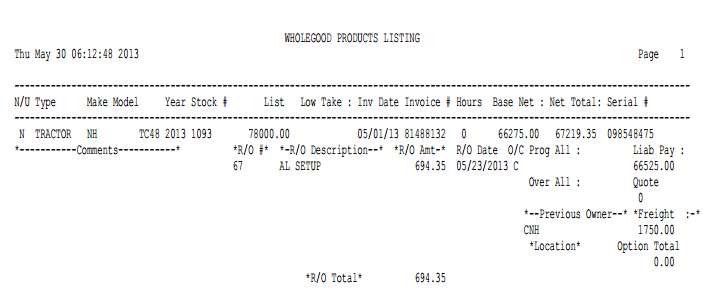 WHOLEGOOD PRODUCTS LISTING
Thu May 30 06:12:48 2013 Page 1
N/U Type Make Model Year Stock # List Low Take : Inv Date Invoice # Hours Base Net : Net Total: Serial #
N TRACTOR NH TC48 2013 1093 78000.00 05/01/13 81488132 0 66275.00 67219.35 098548475
*-----------Comments-----------* *R/O #* *-R/O Description--* *R/O Amt-* R/O Date O/C Prog All : Liab Pay :
67 AL SETUP 694.35 05/23/2013 C 66525.00
Over All : Quote
0
*--Previous Owner--* *Freight :-*
CNH 1750.00
*Location* Option Total
0.00
*R/O Total* 694.35